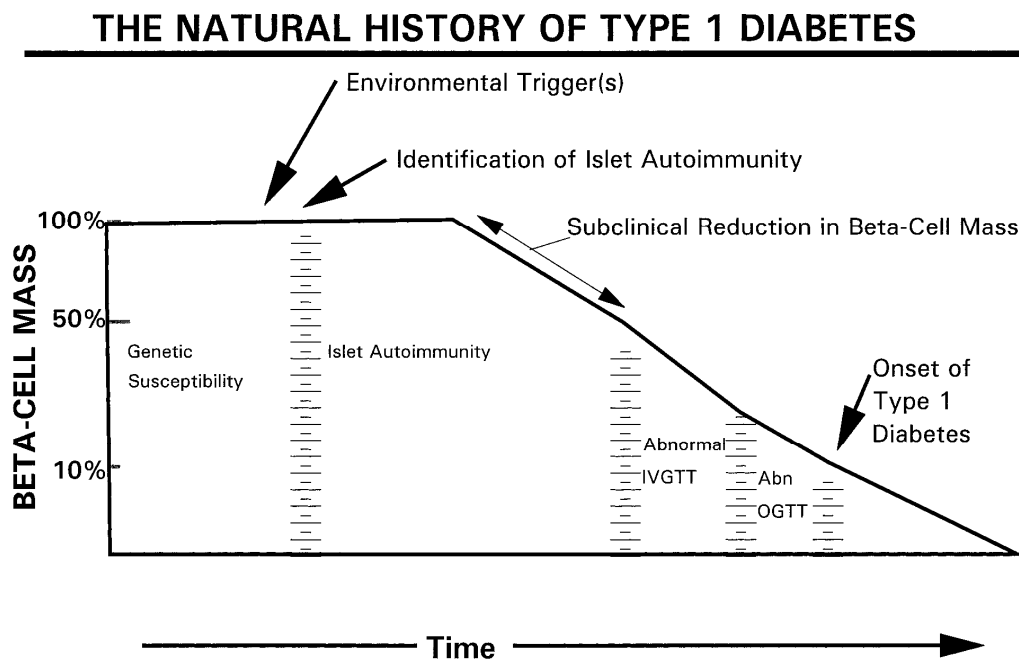 THE NATURAL HISTORY OF TYPE 1 DIABETES
Environmental Trigger(s)
Identification of Islet Autoimmunity
100%
Subclinical Reduction in Beta-Cell Mass
BETA-CELL MASS
50%
Genetic
Susceptibility
Islet Autoimmunity
Onset of
Type 1
Diabetes
10%
Abnormal
IVGTT
Abn
OGTT
Time